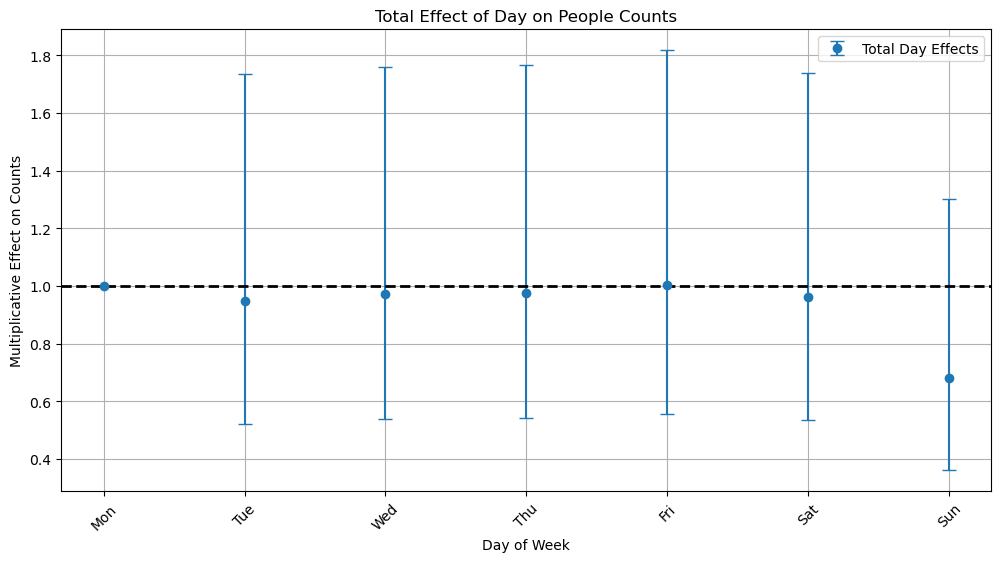 Total Effect of Day on People Counts
Total Day Effects
Multiplicative Effect on Counts
1.8
1.6
1.4
1.2
1.0
0.8
0.6
0.4
Mon
Tue
Wed
Thu
Fri
Sat
Sun
Day of Week